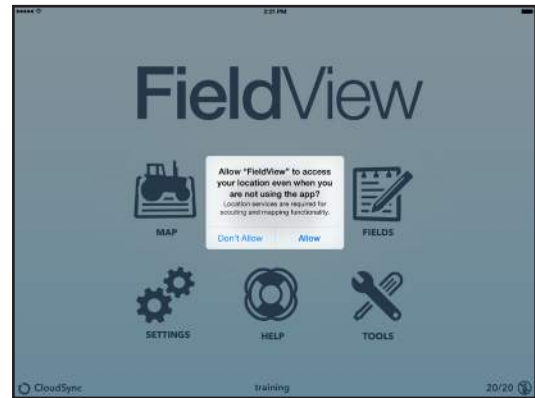 2:31 PM
FieldView
Allow "FieldView" to access
your location even when you
are not using the app?
Location services are required for
scouting and mapping functionality.
Don't Allow
Allow
MAP
FIELDS
SETTINGS
HELP
TOOLS
CloudSync
training
20/20